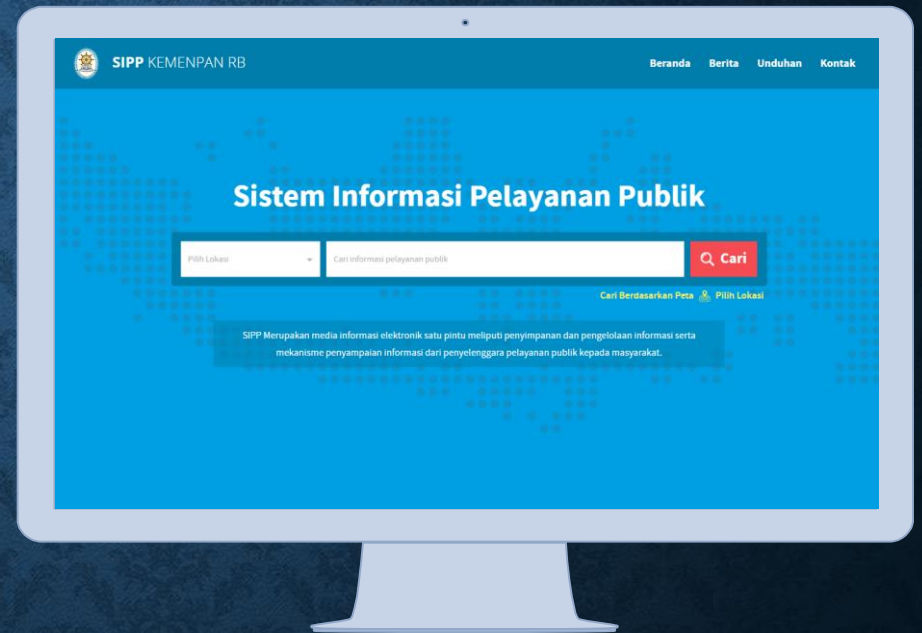 SIPP KEMENPAN RB
Beranda Berita Unduhan Kontak
Sistem Informasi Pelayanan Publik
Pilih Lokasi
Cari informasi pelayanan publik
Cari
Cari Berdasarkan Peta Pilih Lokasi
SIPP Merupakan media informasi elektronik satu pintu meliputi penyimpanan dan pengelolaan informasi serta
mekanisme penyampaian informasi dari penyelenggara pelayanan publik kepada masyarakat.